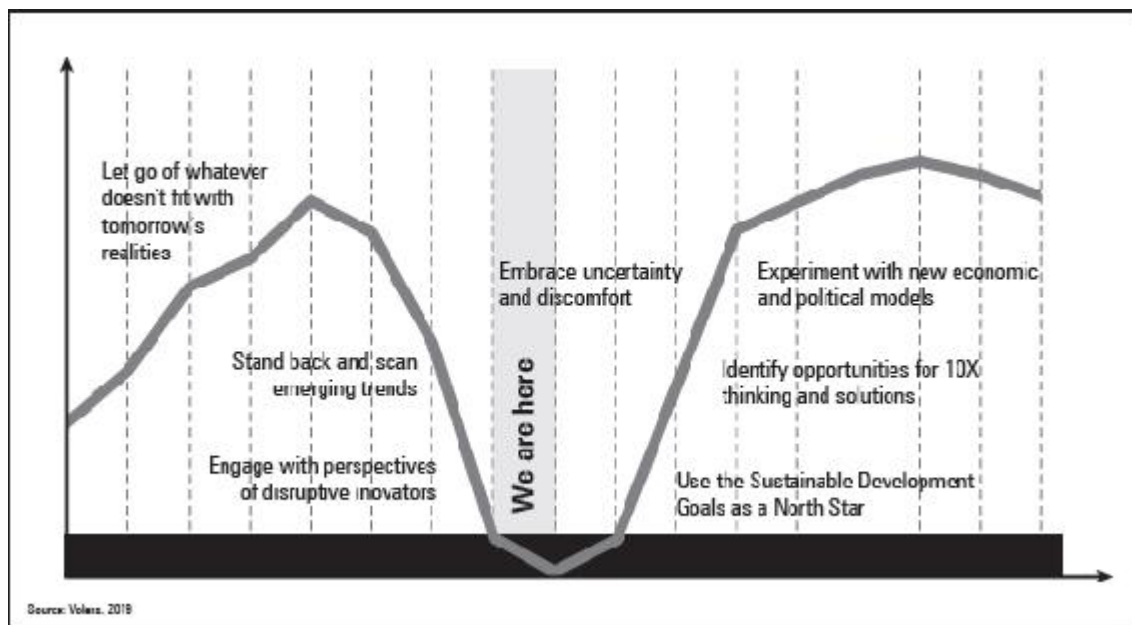 Let go of whatever
doesn't fit with
tomorrow's
realities
Stand back and scan
emerging trends
Engage with perspectives
of disruptive inovators
We are here
Embrace uncertainty
and discomfort
Experiment with new economic
and political models
Identify opportunities for 10X
thinking and solutions
Use the Sustainable Development
Goals as a North Star
Source: Volans, 2019